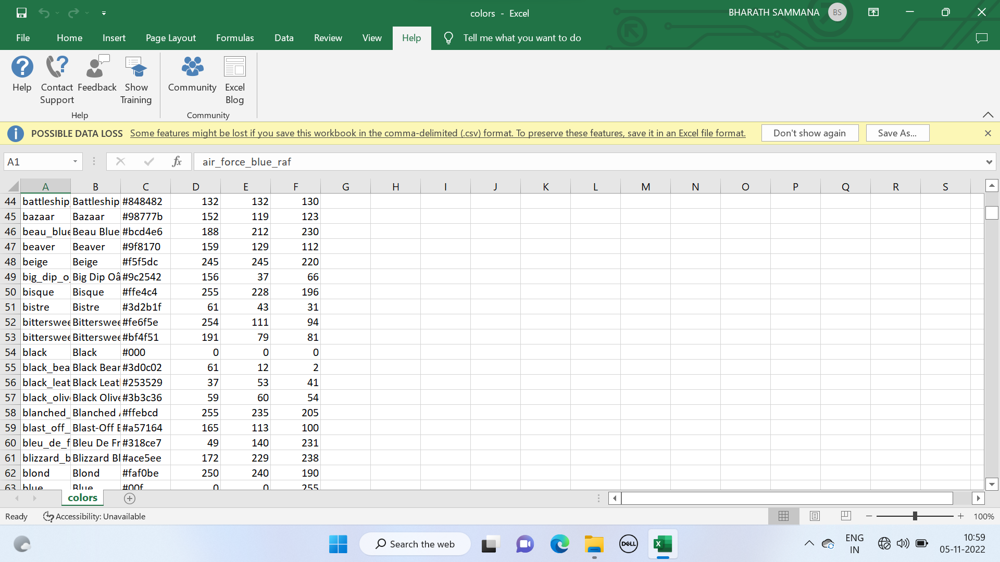 colors - Excel
BHARATH SAMMANA BS
File Home Insert Page Layout Formulas Data Review View Help Tell me what you want to do
Help Contact Support Feedback Show Training Community Excel Blog
Help Community
POSSIBLE DATA LOSS Some features might be lost if you save this workbook in the comma-delimited (.csv) format. To preserve these features, save it in an Excel file format. Don't show again Save As...
A1 fx air_force_blue_raf
A B C D E F G H I J K L M N O P Q R S
44 battleship_ Battleship #848482 132 132 130
45 bazaar Bazaar #98777b 152 119 123
46 beau_blue Beau Blue #bcd4e6 188 212 230
47 beaver Beaver #9f8170 159 129 112
48 beige Beige #f5f5dc 245 245 220
49 big_dip_o_ Big Dip Oâ #9c2542 156 37 66
50 bisque Bisque #ffe4c4 255 228 196
51 bistre Bistre #3d2b1f 61 43 31
52 bitterswee Bitterswee #fe6f5e 254 111 94
53 bitterswee Bitterswee #bf4f51 191 79 81
54 black Black #000 0 0 0
55 black_bea Black Bear #3d0c02 61 12 2
56 black_leat Black Leat #253529 37 53 41
57 black_oliv Black Olive #3b3c36 59 60 54
58 blanched_ Blanched #ffebcd 255 235 205
59 blast_off_ Blast-Off B #a57164 165 113 100
60 bleu_de_f Bleu De Fr #318ce7 49 140 231
61 blizzard_b Blizzard Bl #ace5ee 172 229 238
62 blond Blond #faf0be 250 240 190
63 blue Blue #00f 0 0 255
colors
Ready Accessibility: Unavailable 100%
Search the web DELL ENG IN 10:59 05-11-2022